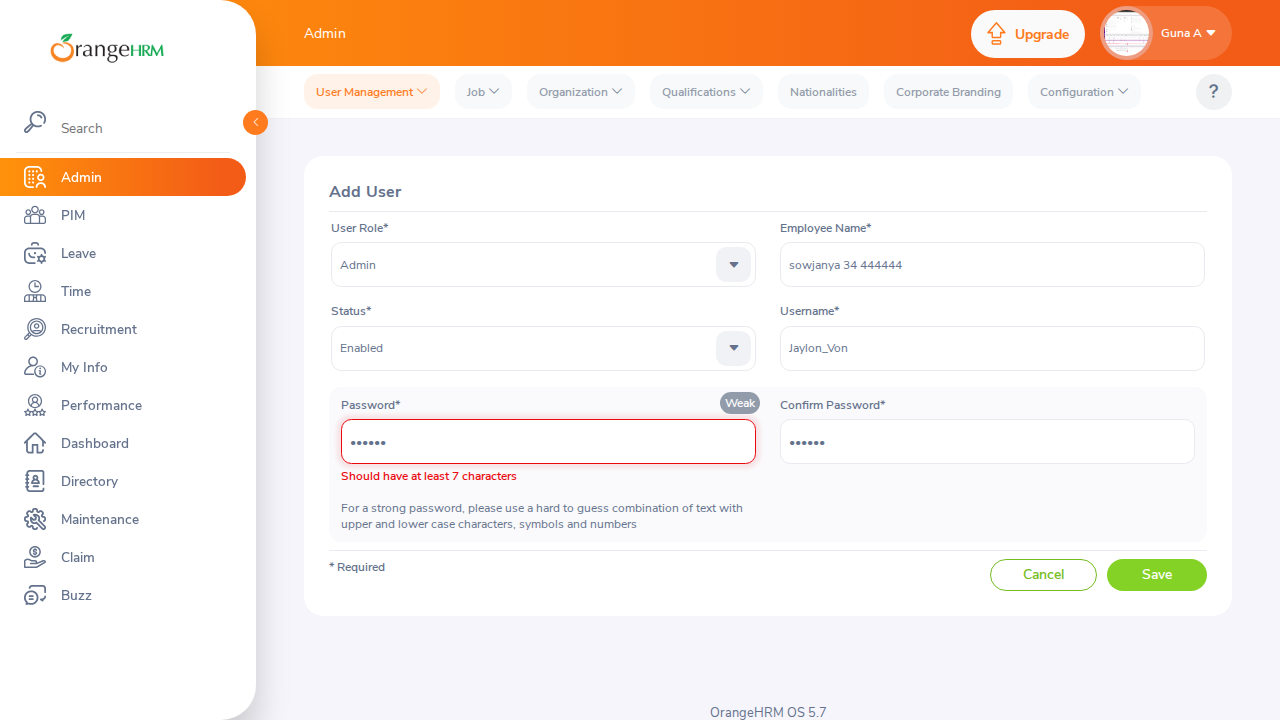 OrangeHRM
Admin
Upgrade
Guna A
User Management
Job
Organization
Qualifications
Nationalities
Corporate Branding
Configuration
?
Search
Admin
PIM
Leave
Time
Recruitment
My Info
Performance
Dashboard
Directory
Maintenance
Claim
Buzz
Add User
User Role*
Employee Name*
Admin
sowjanya 34 444444
Status*
Username*
Enabled
Jaylon_Von
Password*
Weak
Confirm Password*
••••••
••••••
Should have at least 7 characters
For a strong password, please use a hard to guess combination of text with
upper and lower case characters, symbols and numbers
* Required
Cancel
Save
OrangeHRM OS 5.7